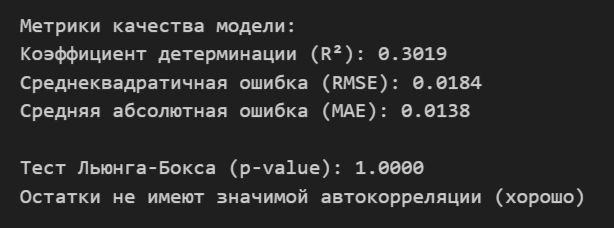 Метрики качества модели:
Коэффициент детерминации (R²): 0.3019
Среднеквадратичная ошибка (RMSE): 0.0184
Средняя абсолютная ошибка (MAE): 0.0138
Тест Льюнга-Бокса (p-value): 1.0000
Остатки не имеют значимой автокорреляции (хорошо)